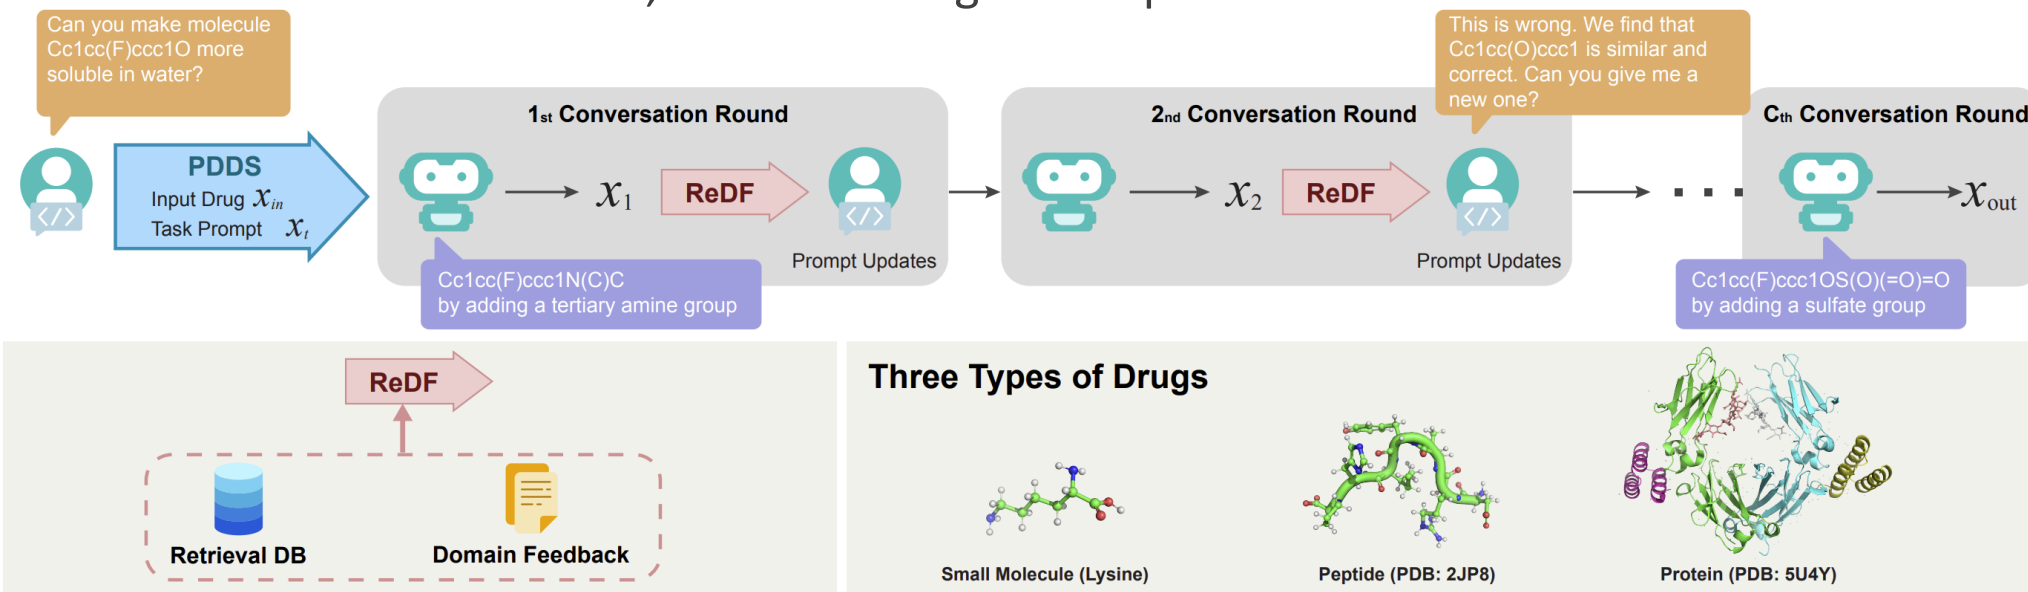 Can you make molecule
Cc1cc(F)ccc1O more
soluble in water?
This is wrong. We find that
Cc1cc(O)ccc1 is similar and
correct. Can you give me a
new one?
PDDS
Input Drug x_in
Task Prompt x_t
1st Conversation Round
x_1
ReDF
Prompt Updates
Cc1cc(F)ccc1N(C)C
by adding a tertiary amine group
2nd Conversation Round
x_2
ReDF
Prompt Updates
...
Cth Conversation Round
x_out
Cc1cc(F)ccc1OS(O)(=O)=O
by adding a sulfate group
ReDF
Retrieval DB
Domain Feedback
Three Types of Drugs
Small Molecule (Lysine)
Peptide (PDB: 2JP8)
Protein (PDB: 5U4Y)